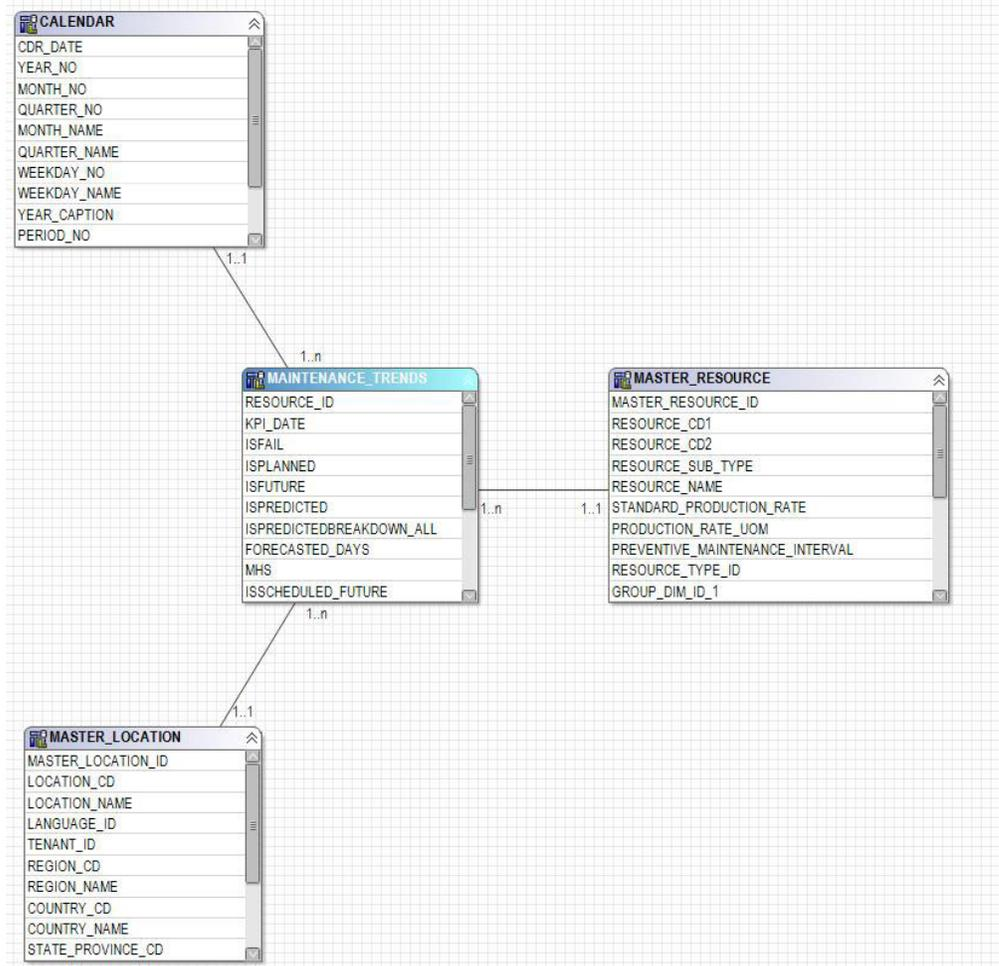 CALENDAR
CDR_DATE
YEAR_NO
MONTH_NO
QUARTER_NO
MONTH_NAME
QUARTER_NAME
WEEKDAY_NO
WEEKDAY_NAME
YEAR_CAPTION
PERIOD_NO
1..1
1..n
MAINTENANCE_TRENDS
RESOURCE_ID
KPI_DATE
ISFAIL
ISPLANNED
ISFUTURE
ISPREDICTED
ISPREDICTEDBREAKDOWN_ALL
FORECASTED_DAYS
MHS
ISSCHEDULED_FUTURE
1..n
1..1
MASTER_RESOURCE
MASTER_RESOURCE_ID
RESOURCE_CD1
RESOURCE_CD2
RESOURCE_SUB_TYPE
RESOURCE_NAME
STANDARD_PRODUCTION_RATE
PRODUCTION_RATE_UOM
PREVENTIVE_MAINTENANCE_INTERVAL
RESOURCE_TYPE_ID
GROUP_DIM_ID_1
1..n
1..1
MASTER_LOCATION
MASTER_LOCATION_ID
LOCATION_CD
LOCATION_NAME
LANGUAGE_ID
TENANT_ID
REGION_CD
REGION_NAME
COUNTRY_CD
COUNTRY_NAME
STATE_PROVINCE_CD